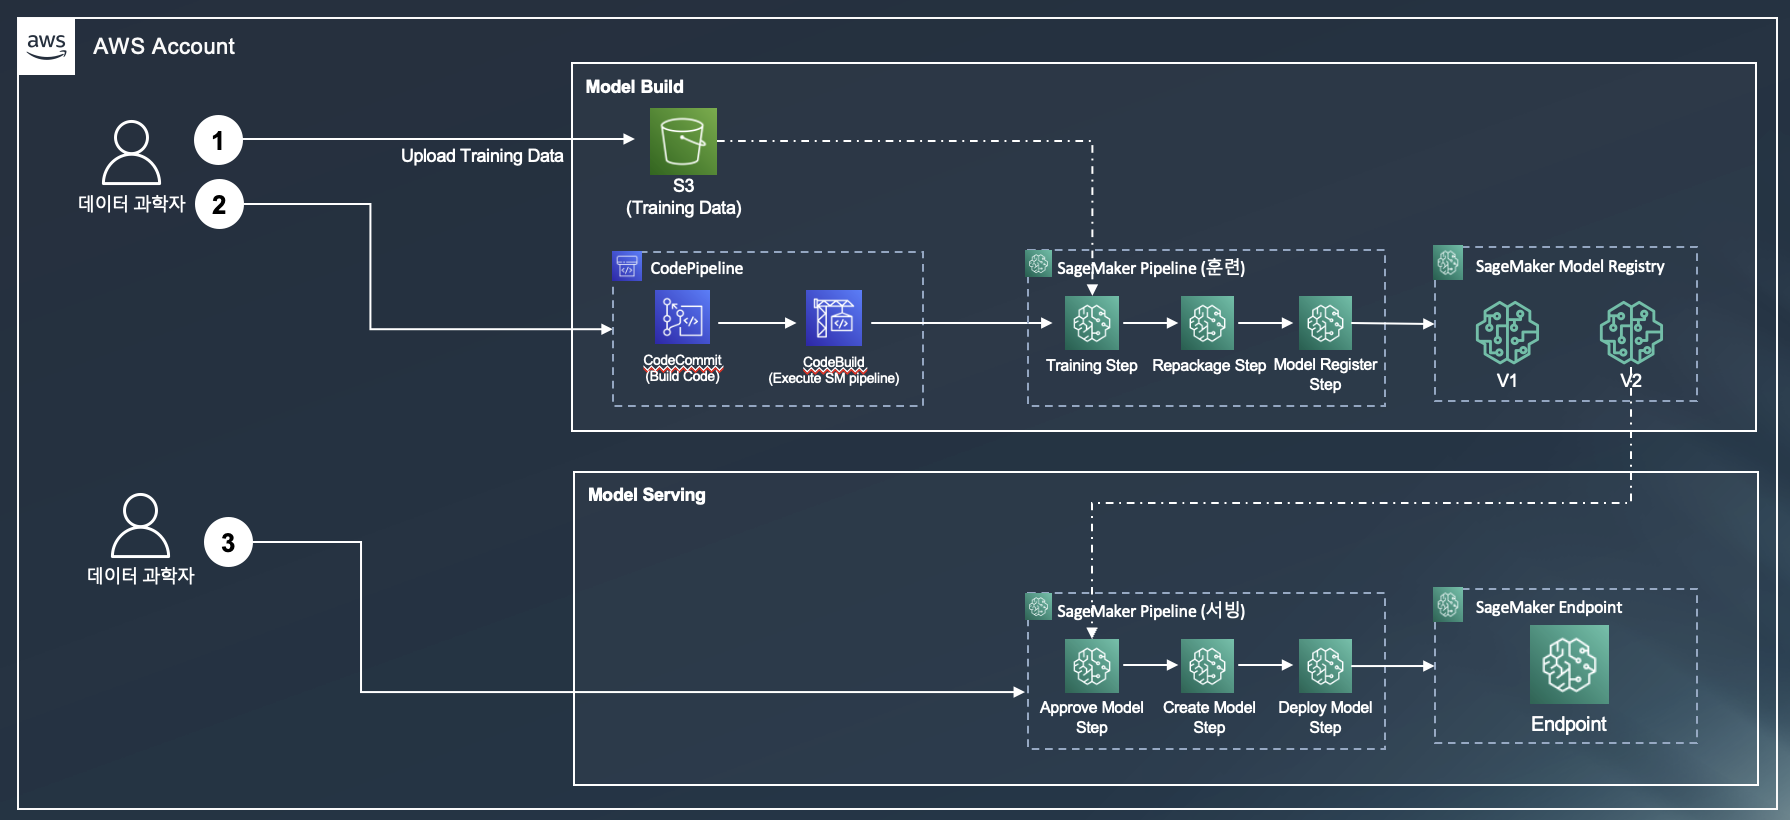 aws
AWS Account
Model Build
1
Upload Training Data
데이터 과학자
2
S3
(Training Data)
CodePipeline
CodeCommit
(Build Code)
CodeBuild
(Execute SM pipeline)
SageMaker Pipeline (훈련)
Training Step
Repackage Step
Model Register
Step
SageMaker Model Registry
V1
V2
Model Serving
3
데이터 과학자
SageMaker Pipeline (서빙)
Approve Model
Step
Create Model
Step
Deploy Model
Step
SageMaker Endpoint
Endpoint